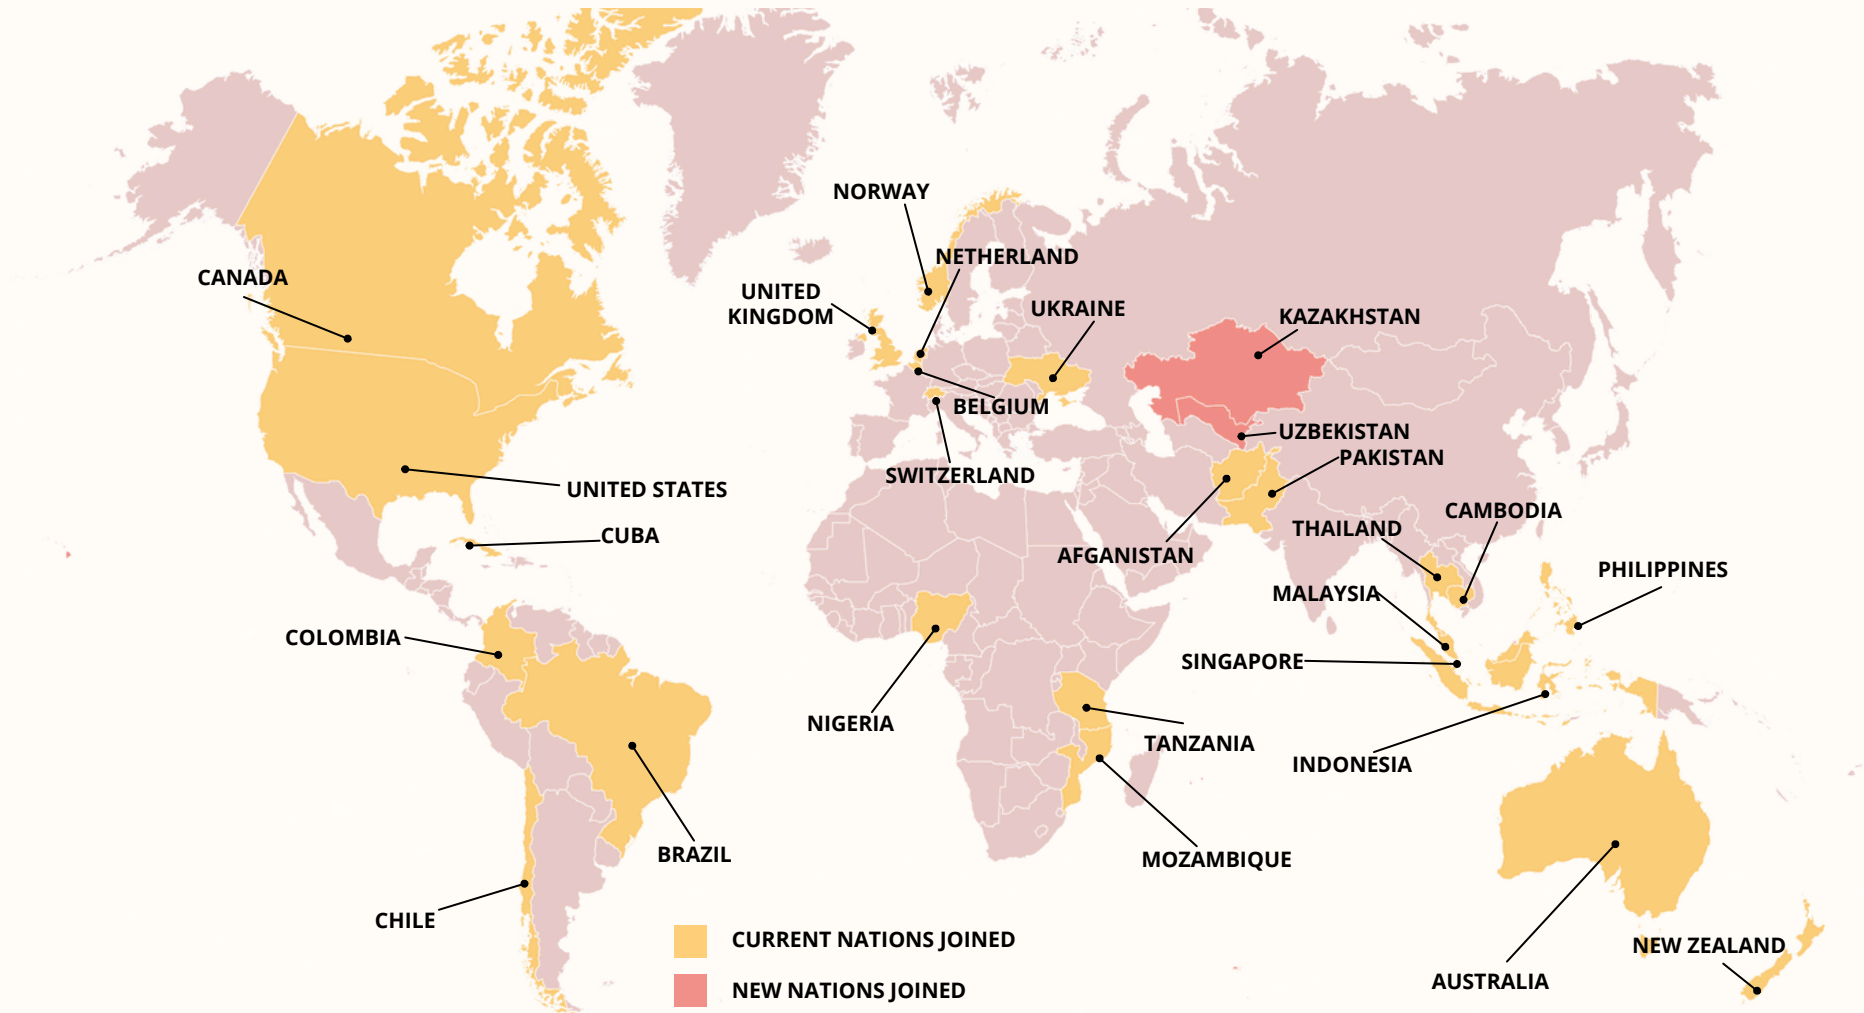 NORWAY
NETHERLAND
CANADA
UNITED
KINGDOM
UKRAINE
KAZAKHSTAN
BELGIUM
UZBEKISTAN
PAKISTAN
SWITZERLAND
UNITED STATES
CAMBODIA
THAILAND
CUBA
AFGANISTAN
PHILIPPINES
MALAYSIA
COLOMBIA
SINGAPORE
NIGERIA
TANZANIA
INDONESIA
BRAZIL
MOZAMBIQUE
CHILE
CURRENT NATIONS JOINED
NEW ZEALAND
AUSTRALIA
NEW NATIONS JOINED